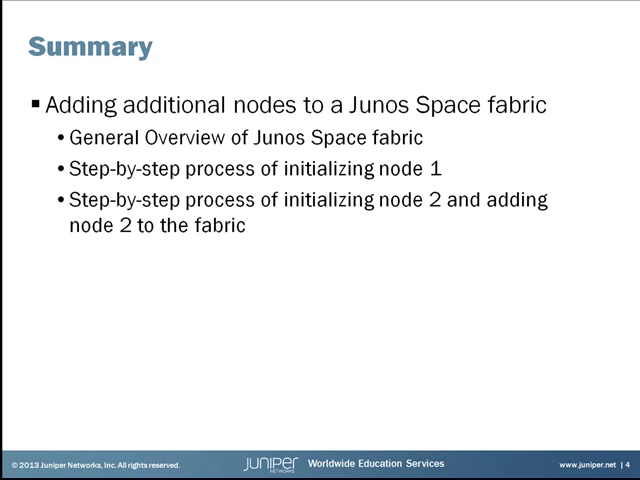 Summary
▪ Adding additional nodes to a Junos Space fabric
• General Overview of Junos Space fabric
• Step-by-step process of initializing node 1
• Step-by-step process of initializing node 2 and adding
node 2 to the fabric
© 2013 Juniper Networks, Inc. All rights reserved. JUNIPER NETWORKS Worldwide Education Services www.juniper.net | 4